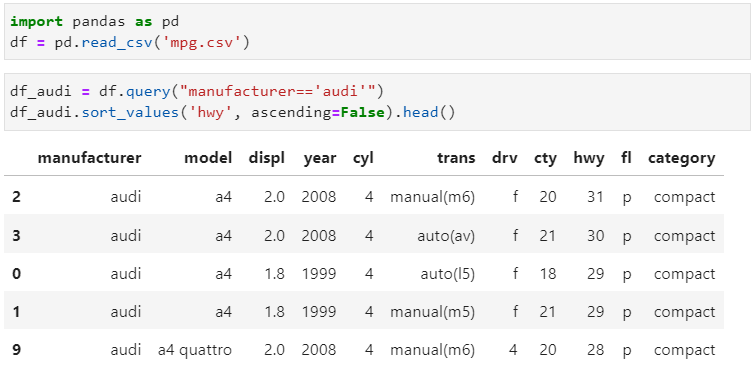 import pandas as pd
df = pd.read_csv('mpg.csv')
df_audi = df.query("manufacturer=='audi'")
df_audi.sort_values('hwy', ascending=False).head()
manufacturer model displ year cyl trans drv cty hwy fl category
2 audi a4 2.0 2008 4 manual(m6) f 20 31 p compact
3 audi a4 2.0 2008 4 auto(av) f 21 30 p compact
0 audi a4 1.8 1999 4 auto(l5) f 18 29 p compact
1 audi a4 1.8 1999 4 manual(m5) f 21 29 p compact
9 audi a4 quattro 2.0 2008 4 manual(m6) 4 20 28 p compact